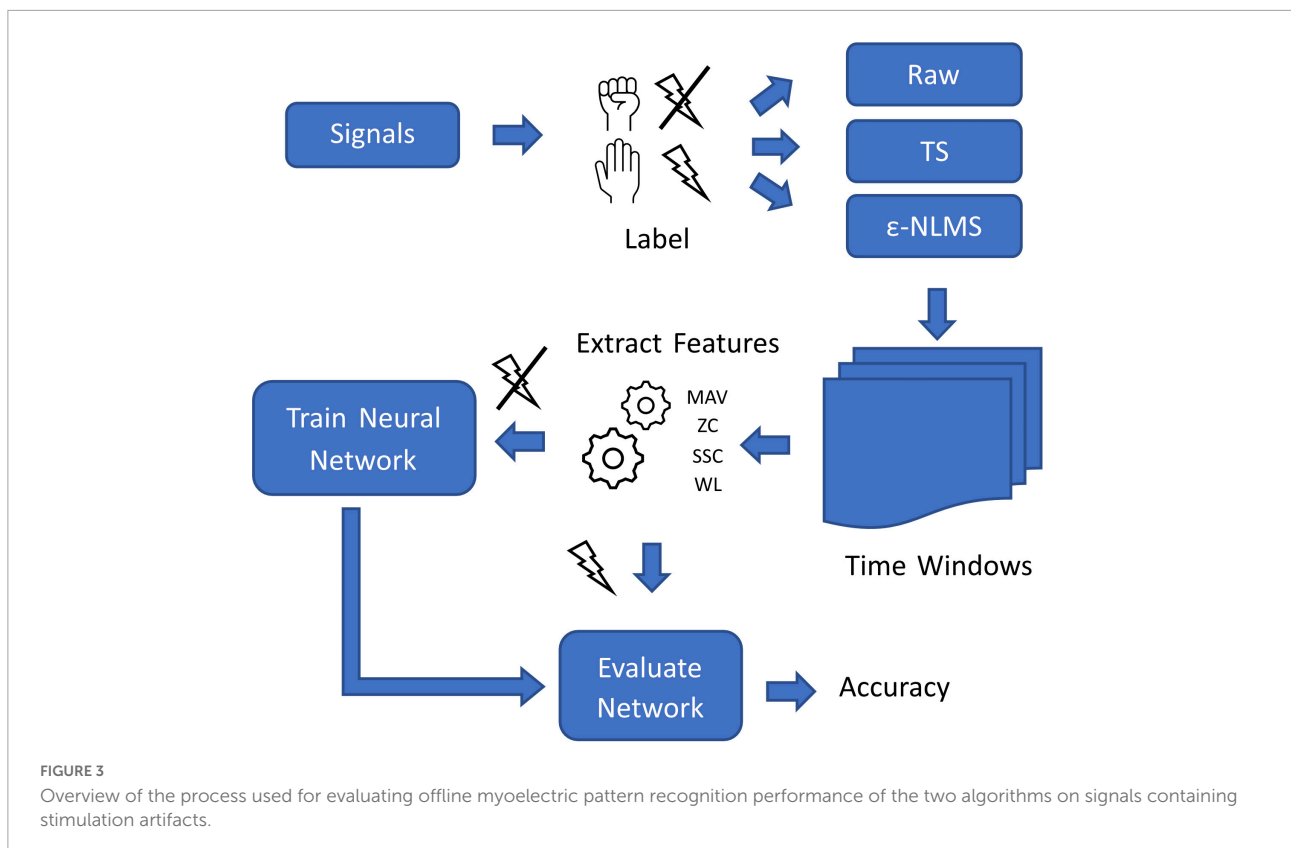 Signals
Label
Raw
TS
ε-NLMS
Extract Features
MAV
ZC
SSC
WL
Time Windows
Train Neural
Network
Evaluate
Network
Accuracy
FIGURE 3
Overview of the process used for evaluating offline myoelectric pattern recognition performance of the two algorithms on signals containing
stimulation artifacts.